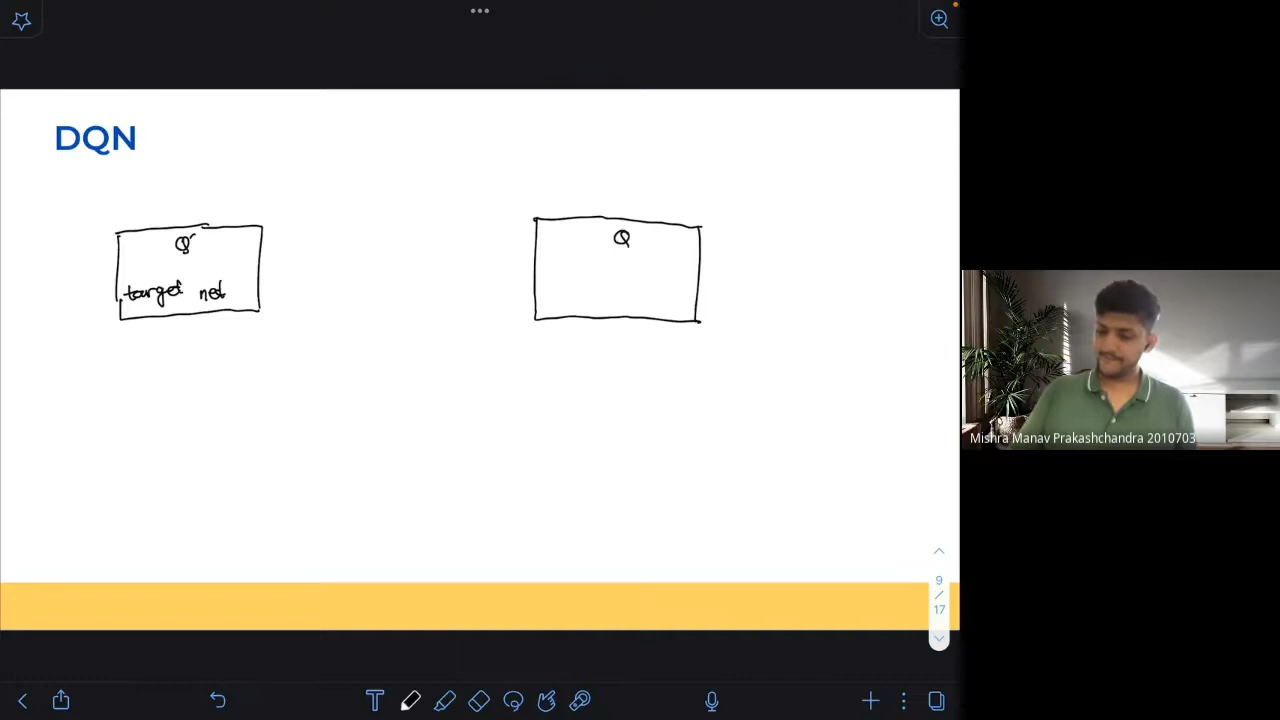 DQN
Q'
target net
Q
9
/
17
T
Mishra Manav Prakashchandra 2010703